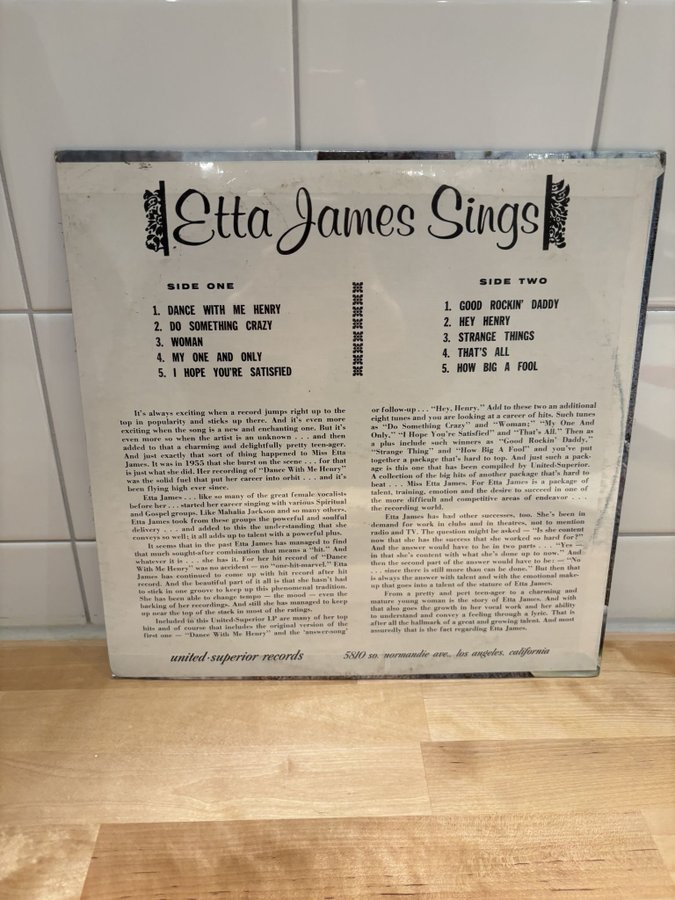 Etta James Sings
SIDE ONE
1. DANCE WITH ME HENRY
2. DO SOMETHING CRAZY
3. WOMAN
4. MY ONE AND ONLY
5. I HOPE YOU'RE SATISFIED
SIDE TWO
1. GOOD ROCKIN' DADDY
2. HEY HENRY
3. STRANGE THINGS
4. THAT'S ALL
5. HOW BIG A FOOL
It's always exciting when a record jumps right up to the
top in popularity and sticks up there. And it's even more
exciting when the song is a new and enchanting one. But it's
even more so when the artist is an unknown . . . and then
added to that a charming and delightfully pretty teen-ager.
And just exactly that sort of thing happened to Miss Etta
James. It was in 1955 that she burst on the scene . . . for that
is just what she did. Her recording of "Dance With Me Henry"
was the solid fuel that put her career into orbit . . . and it's
been flying high ever since.
Etta James . . . like so many of the great female vocalists
before her . . . started her career singing with various Spiritual
and Gospel groups. Like Mahalia Jackson and so many others,
Etta James took from these groups the powerful and soulful
delivery . . . and added to this the understanding that she
conveys so well; it all adds up to talent with a powerful plus.
It seems that in the past Etta James has managed to find
that much sought-after combination that means a "hit." And
whatever it is . . . she has it. For her hit record of "Dance
With Me Henry" was no accident — no "one-hit-marvel." Etta
James has continued to come up with hit record after hit
record. And the beautiful part of it all is that she hasn't had
to stick in one groove to keep up this phenomenal tradition.
She has been able to change tempo — the mood — even the
backing of her recordings. And still she has managed to keep
up near the top of the stack in most of the ratings.
Included in this United-Superior LP are many of her top
hits and of course that includes the original version of the
first one — "Dance With Me Henry" and the 'answer-song'
or follow-up . . . "Hey, Henry." Add to these two an additional
eight tunes and you are looking at a career of hits. Such tunes
as "Do Something Crazy" and "Woman;" "My One And
Only," "I Hope You're Satisfied" and "That's All." Then as
a plus include such winners as "Good Rockin' Daddy,"
"Strange Thing" and "How Big A Fool" and you've put
together a package that's hard to top. And just such a pack-
age is this one that has been compiled by United-Superior.
A collection of the big hits of another package that's hard to
beat . . . Miss Etta James. For Etta James is a package of
talent, training, emotion and the desire to succeed in one of
the more difficult and competitive areas of endeavor . . .
the recording world.
Etta James has had other successes, too. She's been in
demand for work in clubs and in theatres, not to mention
radio and TV. The question might be asked — "Is she content
now that she has the success that she worked so hard for?"
And the answer would have to be in two parts . . . "Yes —
in that she's content with what she's done up to now." And
then the second part of the answer would have to be: — "No
. . . since there is still more than can be done." But then that
is always the answer with talent and with the emotional make-
up that goes into a talent of the stature of Etta James.
From a pretty and pert teen-ager to a charming and
mature young woman is the story of Etta James. And with
that also goes the growth in her vocal work and her ability
to understand and convey a feeling through a lyric. That is
after all the hallmark of a great and growing talent. And most
assuredly that is the fact regarding Etta James.
united·superior records
5810 so. normandie ave., los angeles, california